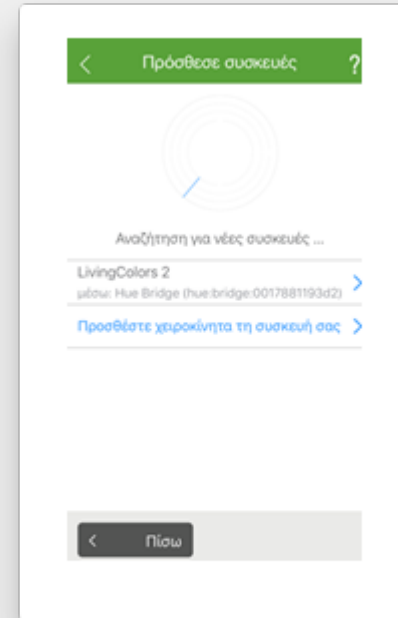 Πρόσθεσε συσκευές ?
Αναζήτηση για νέες συσκευές ...
LivingColors 2
μέσω: Hue Bridge (hue:bridge:0017881193d2)
Προσθέστε χειροκίνητα τη συσκευή σας
Πίσω